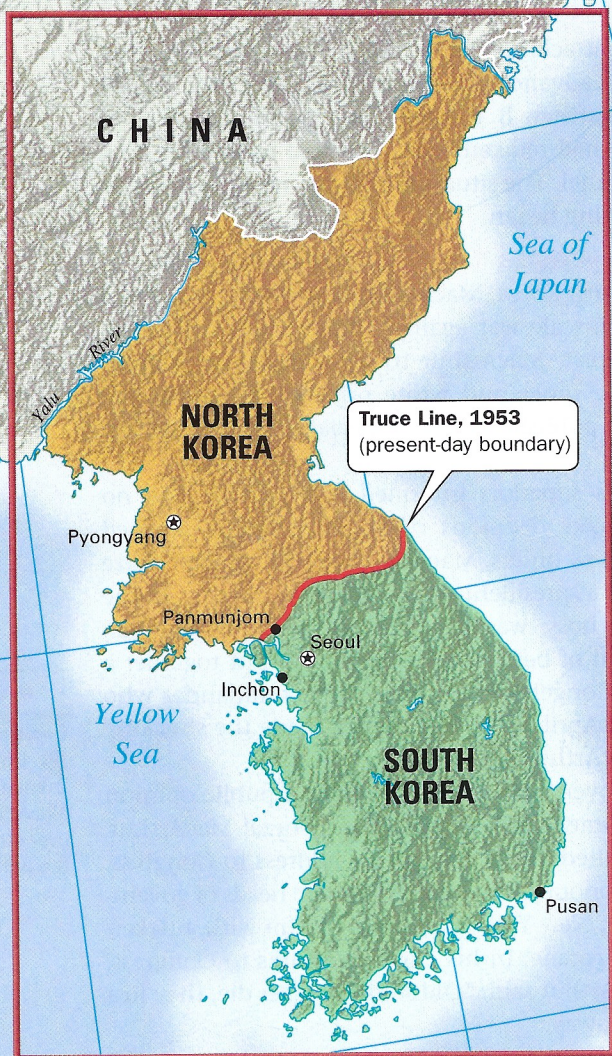 CHINA
Sea of
Japan
Yalu River
NORTH
KOREA
Truce Line, 1953
(present-day boundary)
Pyongyang
Panmunjom
Seoul
Inchon
Yellow
Sea
SOUTH
KOREA
Pusan